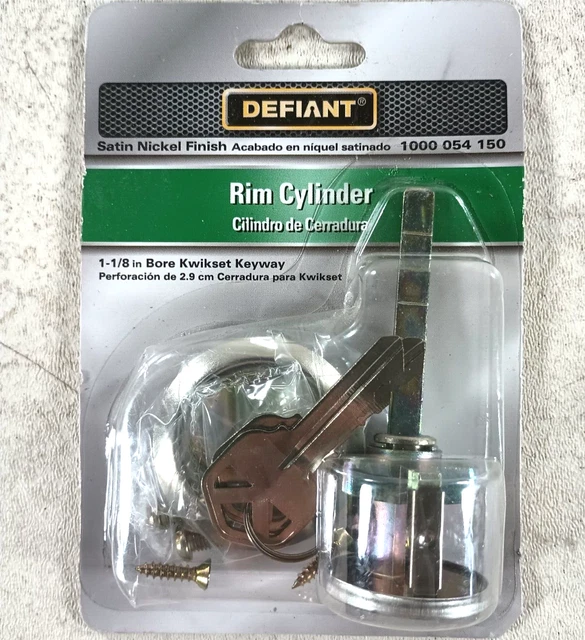 DEFIANT®
Satin Nickel Finish Acabado en níquel satinado 1000 054 150
Rim Cylinder
Cilindro de Cerradura
1-1/8 in Bore Kwikset Keyway
Perforación de 2.9 cm Cerradura para Kwikset